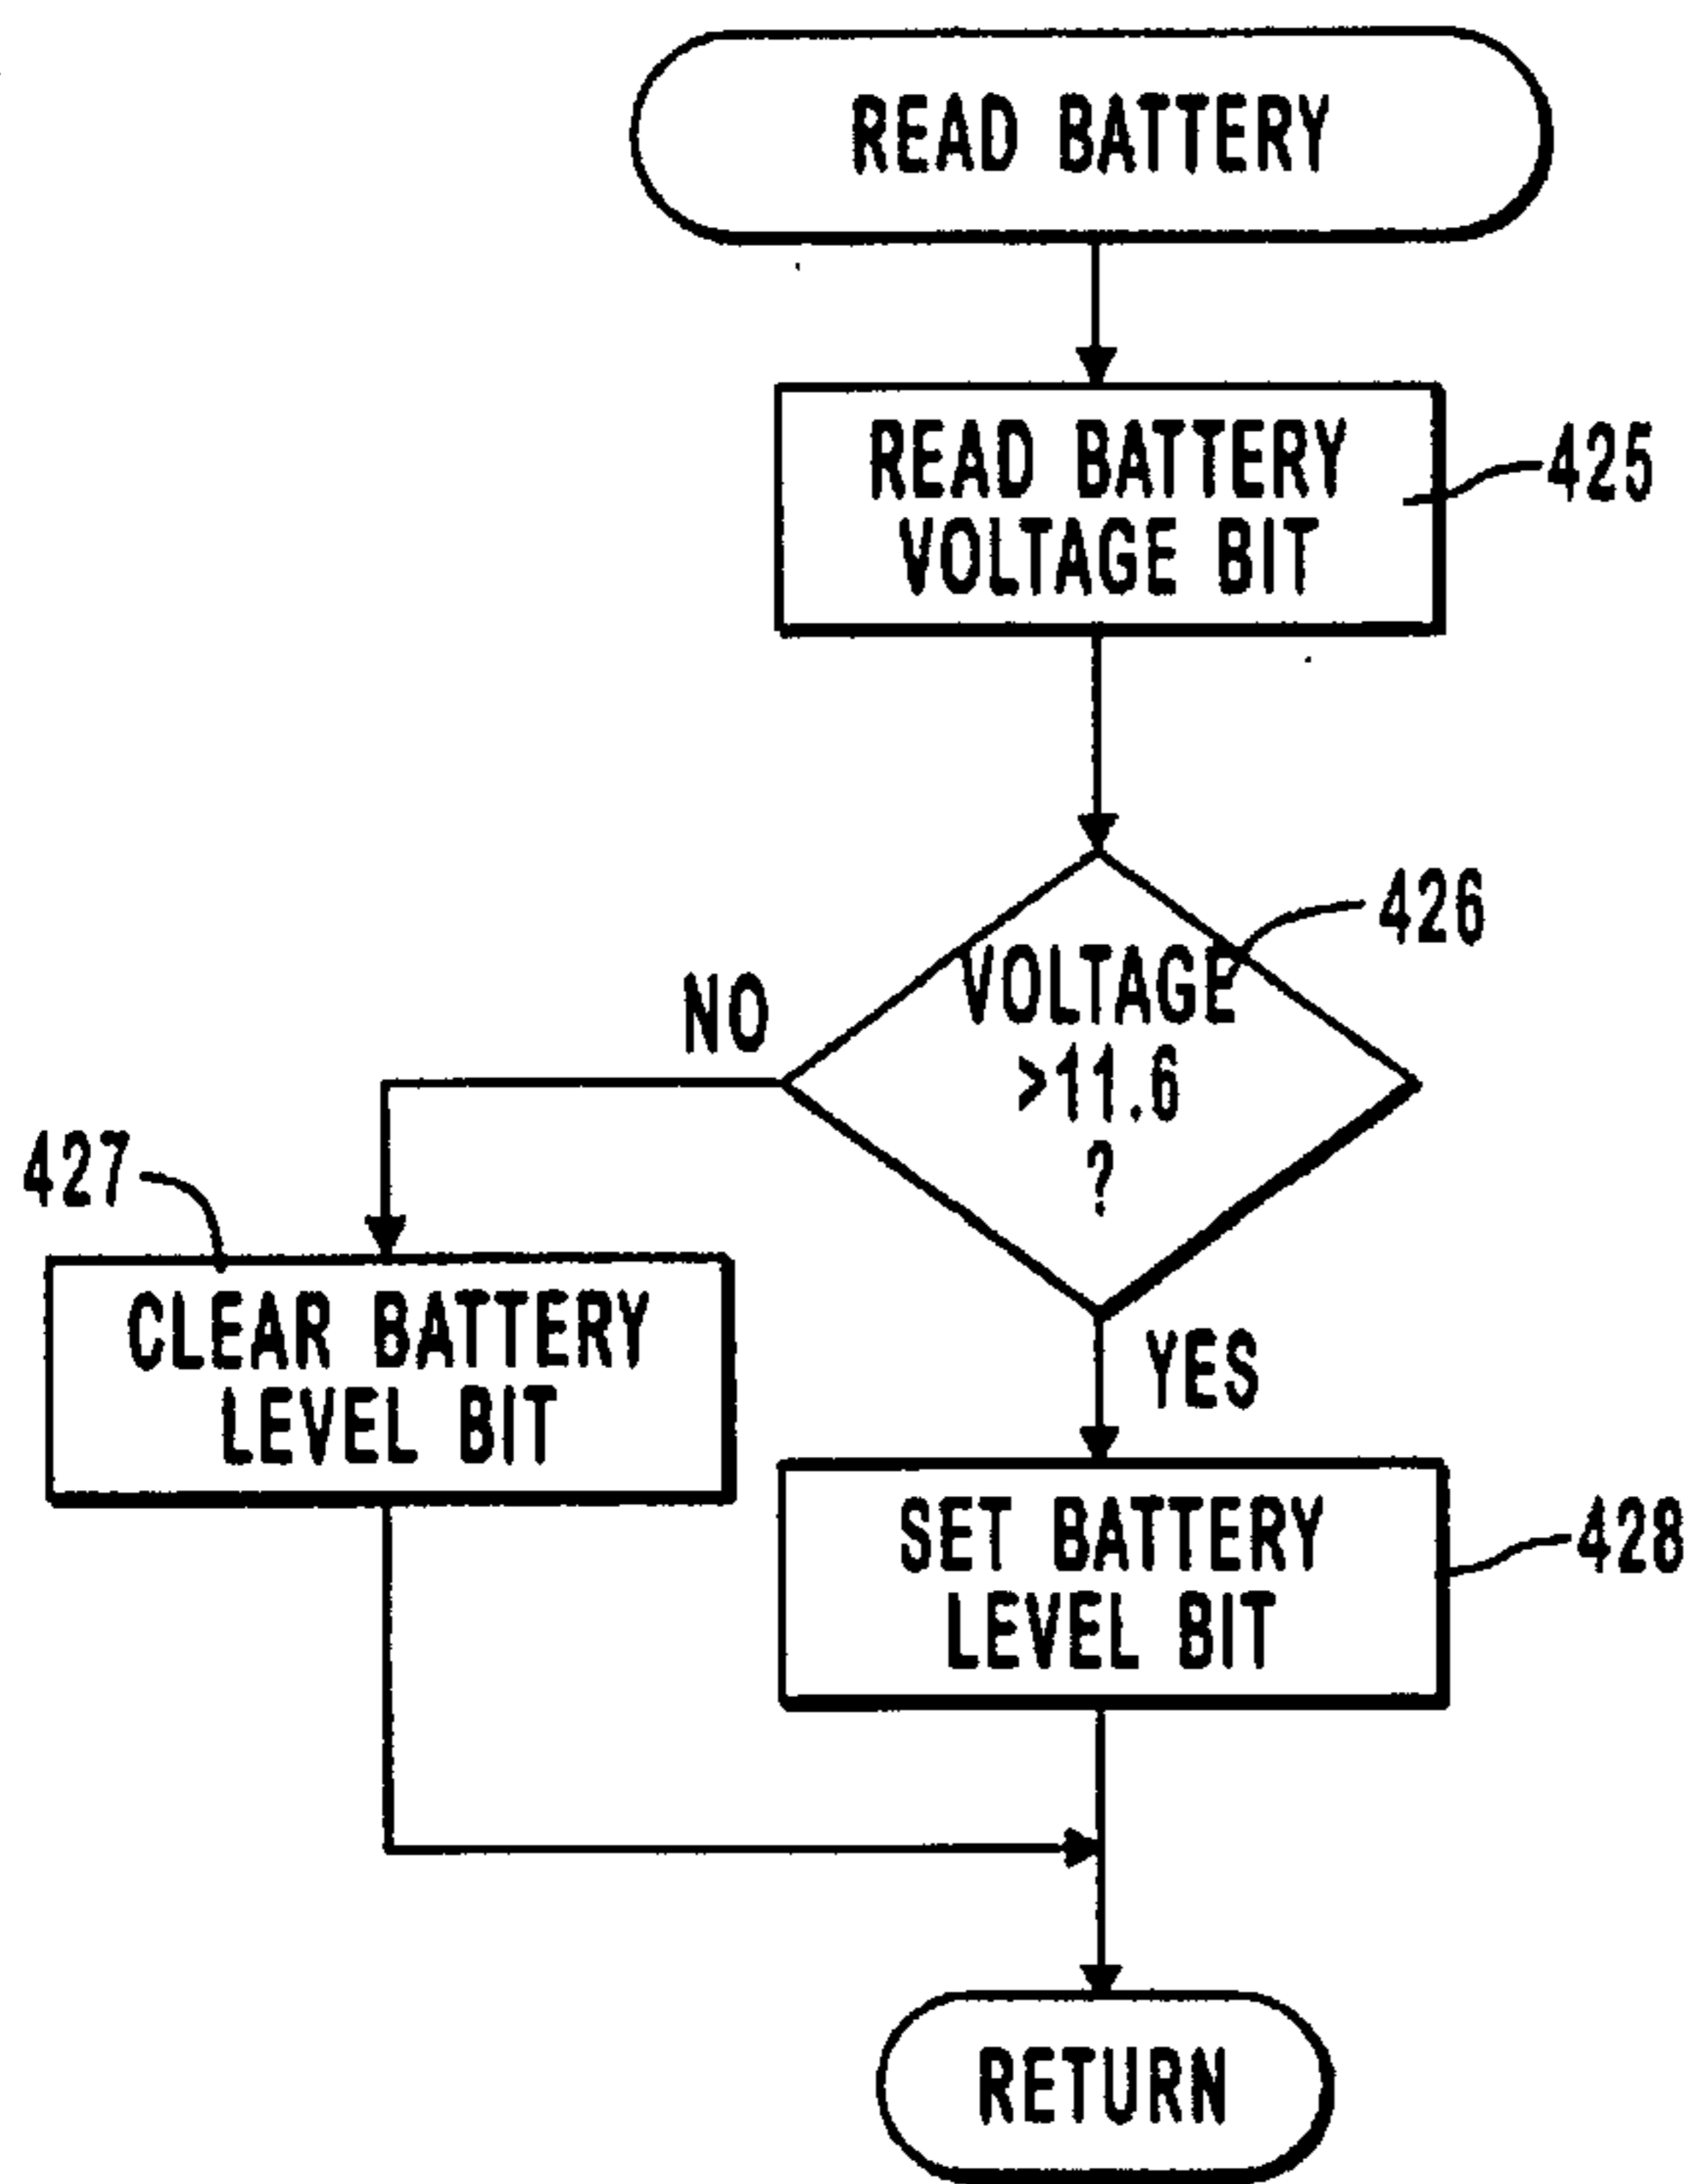 READ BATTERY
READ BATTERY
VOLTAGE BIT
425
426
VOLTAGE
>11.6
?
NO
427
CLEAR BATTERY
LEVEL BIT
YES
SET BATTERY
LEVEL BIT
428
RETURN